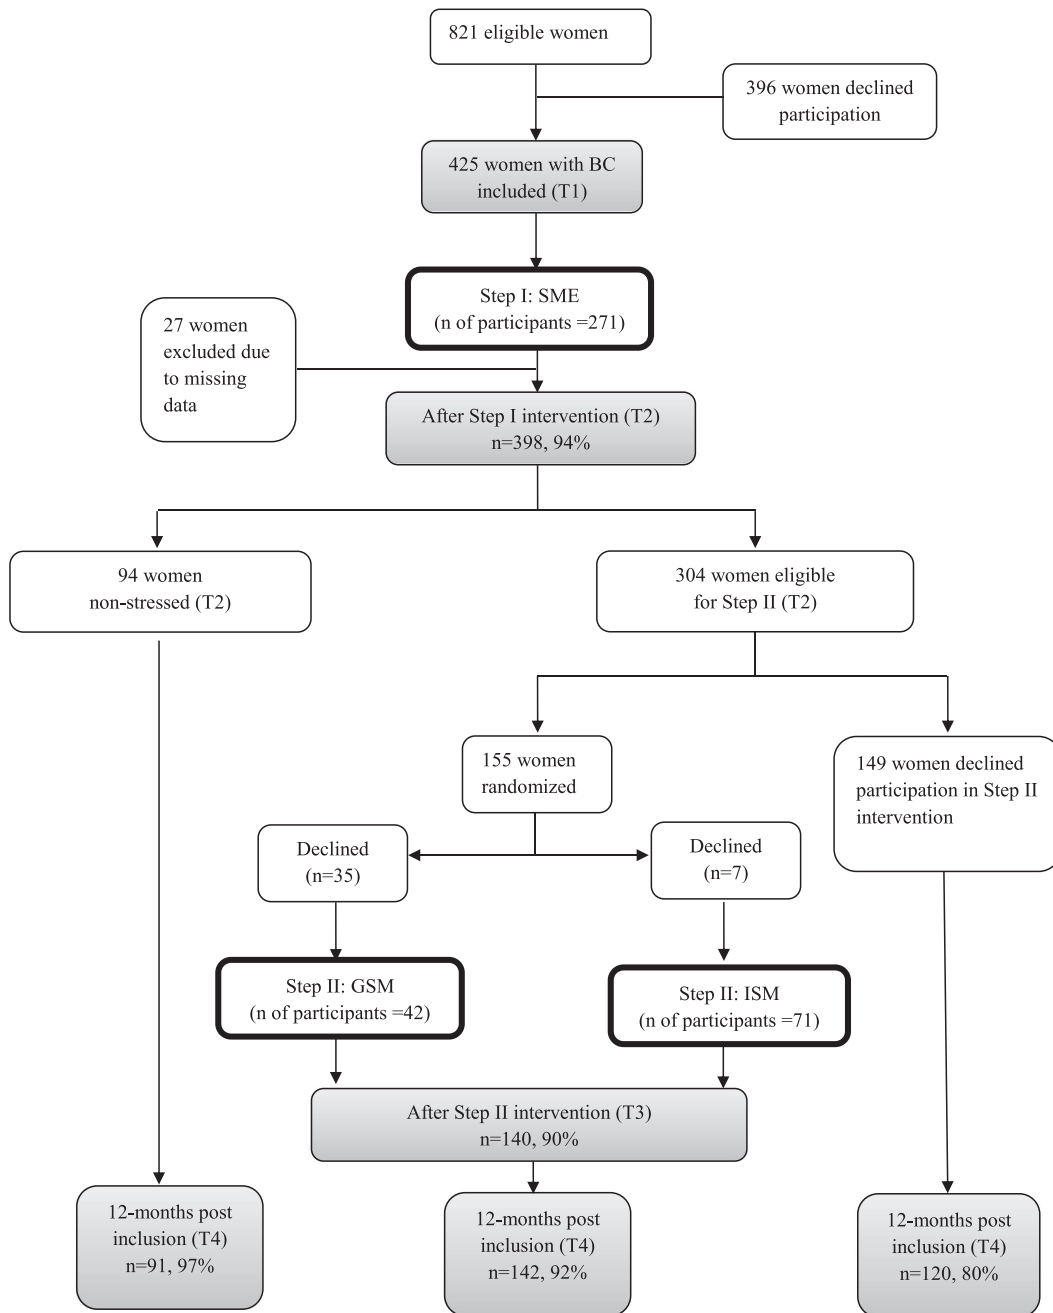 821 eligible women
396 women declined
participation
425 women with BC
included (T1)
Step I: SME
(n of participants =271)
27 women
excluded due
to missing
data
After Step I intervention (T2)
n=398, 94%
94 women
non-stressed (T2)
304 women eligible
for Step II (T2)
155 women
randomized
149 women declined
participation in Step II
intervention
Declined
(n=35)
Declined
(n=7)
Step II: GSM
(n of participants =42)
Step II: ISM
(n of participants =71)
After Step II intervention (T3)
n=140, 90%
12-months post
inclusion (T4)
n=91, 97%
12-months post
inclusion (T4)
n=142, 92%
12-months post
inclusion (T4)
n=120, 80%